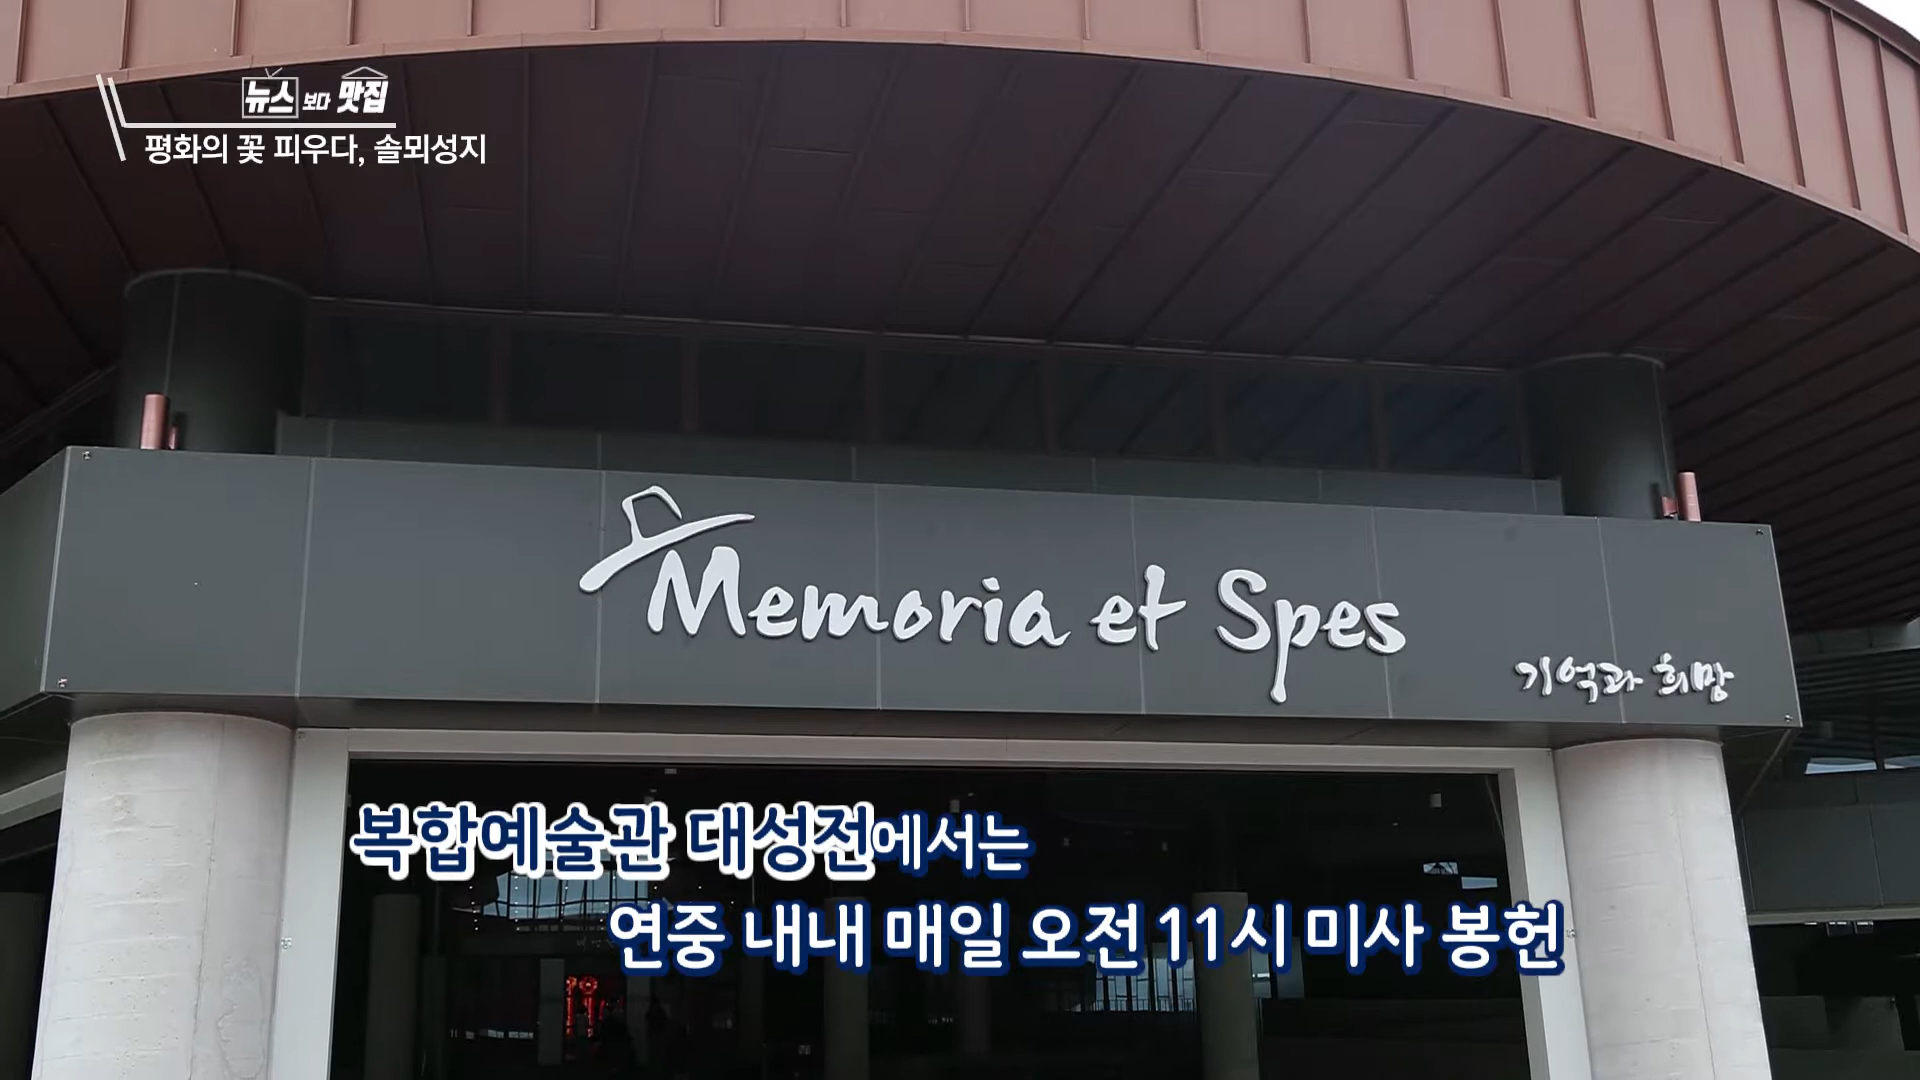 뉴스 보다 맛집
평화의 꽃 피우다, 솔뫼성지
Memoria et Spes
기억과 희망
복합예술관 대성전에서는
연중 내내 매일 오전 11시 미사 봉헌